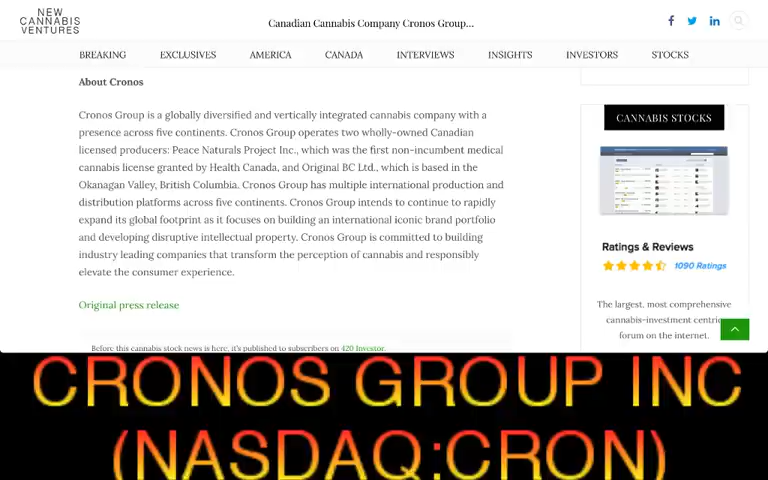 NEW
CANNABIS
VENTURES
Canadian Cannabis Company Cronos Group...
BREAKING EXCLUSIVES AMERICA CANADA INTERVIEWS INSIGHTS INVESTORS STOCKS
About Cronos
Cronos Group is a globally diversified and vertically integrated cannabis company with a
presence across five continents. Cronos Group operates two wholly-owned Canadian
licensed producers: Peace Naturals Project Inc., which was the first non-incumbent medical
cannabis license granted by Health Canada, and Original BC Ltd., which is based in the
Okanagan Valley, British Columbia. Cronos Group has multiple international production and
distribution platforms across five continents. Cronos Group intends to continue to rapidly
expand its global footprint as it focuses on building an international iconic brand portfolio
and developing disruptive intellectual property. Cronos Group is committed to building
industry leading companies that transform the perception of cannabis and responsibly
elevate the consumer experience.
Original press release
Before this cannabis stock news is here, it's published to subscribers on 420 Investor.
CANNABIS STOCKS
Ratings & Reviews
1090 Ratings
The largest, most comprehensive
cannabis-investment centric
forum on the internet.
CRONOS GROUP INC
(NASDAQ:CRON)